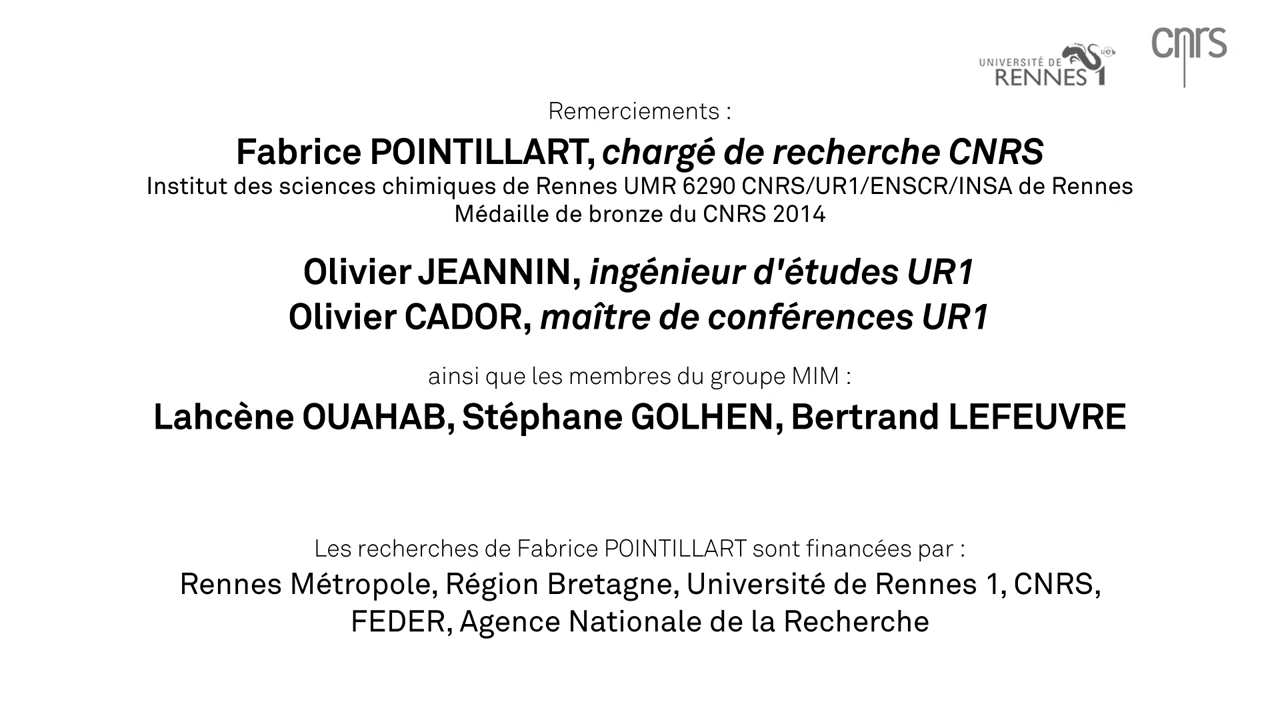 UNIVERSITÉ DE
RENNES 1
ueb
cnrs
Remerciements :
Fabrice POINTILLART, chargé de recherche CNRS
Institut des sciences chimiques de Rennes UMR 6290 CNRS/UR1/ENSCR/INSA de Rennes
Médaille de bronze du CNRS 2014
Olivier JEANNIN, ingénieur d'études UR1
Olivier CADOR, maître de conférences UR1
ainsi que les membres du groupe MIM :
Lahcène OUAHAB, Stéphane GOLHEN, Bertrand LEFEUVRE
Les recherches de Fabrice POINTILLART sont financées par :
Rennes Métropole, Région Bretagne, Université de Rennes 1, CNRS,
FEDER, Agence Nationale de la Recherche